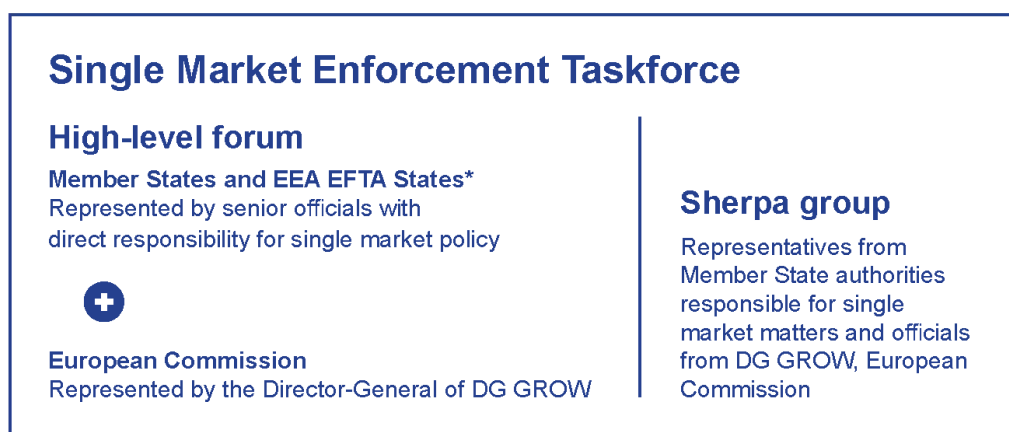 Single Market Enforcement Taskforce
High-level forum
Member States and EEA EFTA States*
Represented by senior officials with
direct responsibility for single market policy
European Commission
Represented by the Director-General of DG GROW
Sherpa group
Representatives from
Member State authorities
responsible for single
market matters and officials
from DG GROW, European
Commission